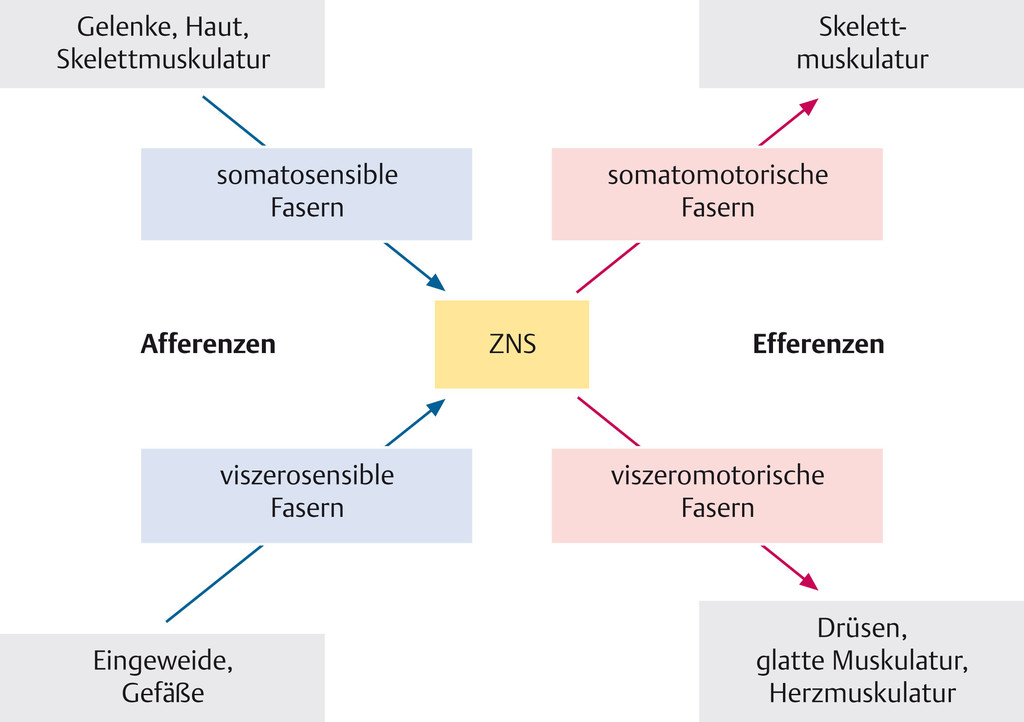 Gelenke, Haut,
Skelettmuskulatur
Skelett-
muskulatur
somatosensible
Fasern
somatomotorische
Fasern
Afferenzen
ZNS
Efferenzen
viszerosensible
Fasern
viszeromotorische
Fasern
Eingeweide,
Gefäße
Drüsen,
glatte Muskulatur,
Herzmuskulatur